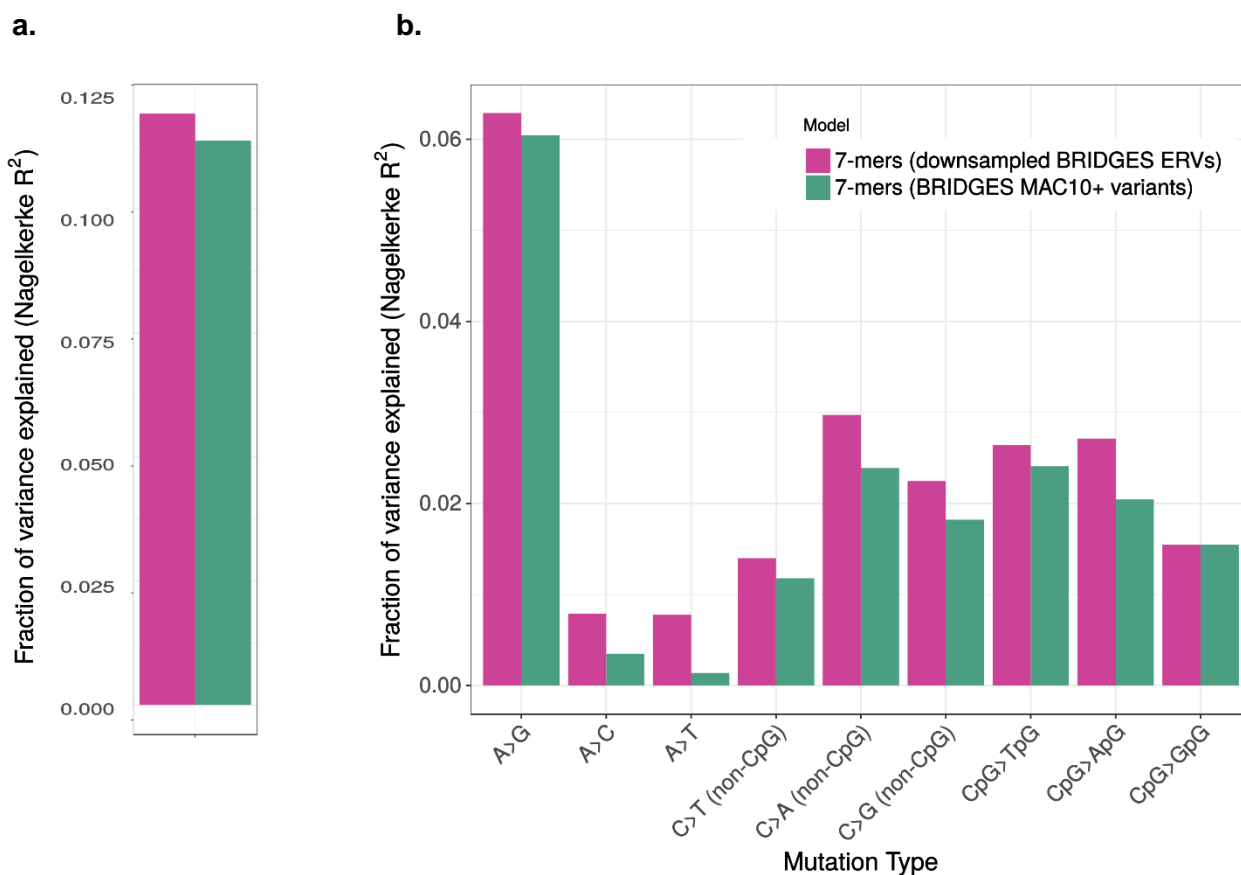 a.
b.
Fraction of variance explained (Nagelkerke R²)
0.125
0.100
0.075
0.050
0.025
0.000
Fraction of variance explained (Nagelkerke R²)
0.06
0.04
0.02
0.00
Model
7-mers (downsampled BRIDGES ERVs)
7-mers (BRIDGES MAC10+ variants)
A>G
A>C
A>T
C>T (non-CpG)
C>A (non-CpG)
C>G (non-CpG)
CpG>TpG
CpG>ApG
CpG>GpG
Mutation Type